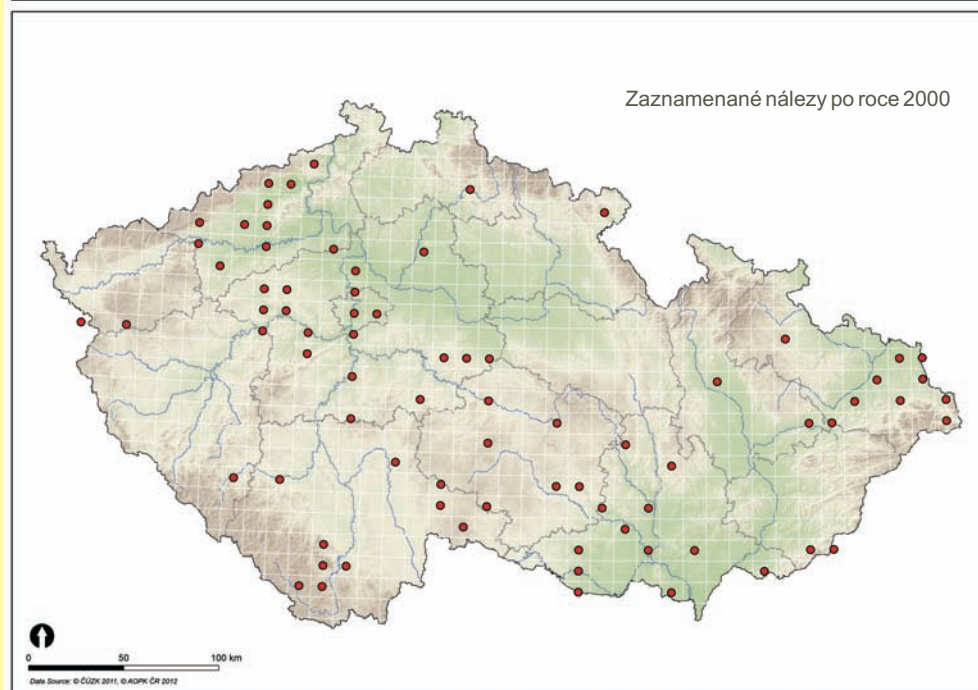 Zaznamenané nálezy po roce 2000
0 50 100 km
Data Source: © ČÚZK 2011, © AOPK ČR 2012